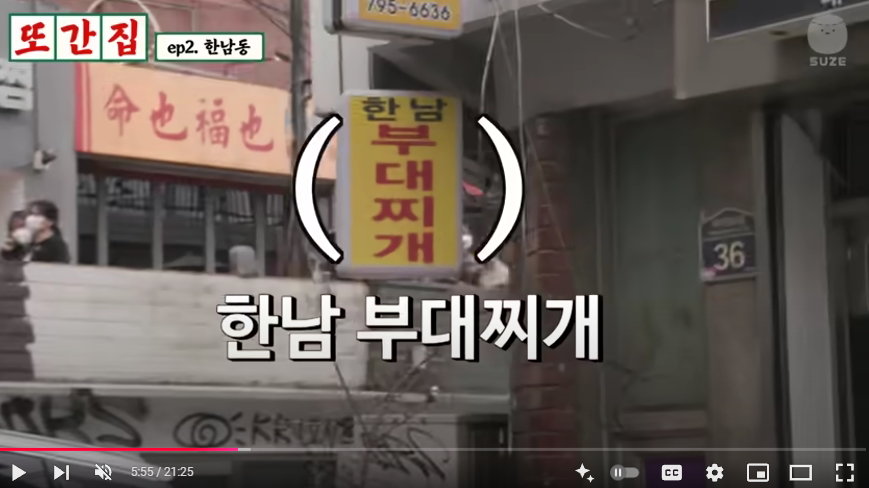 또간집
ep2. 한남동
795-6636
SUZE
命也福也
한남
부대찌개
36
한남 부대찌개
5:55 / 21:25
CC